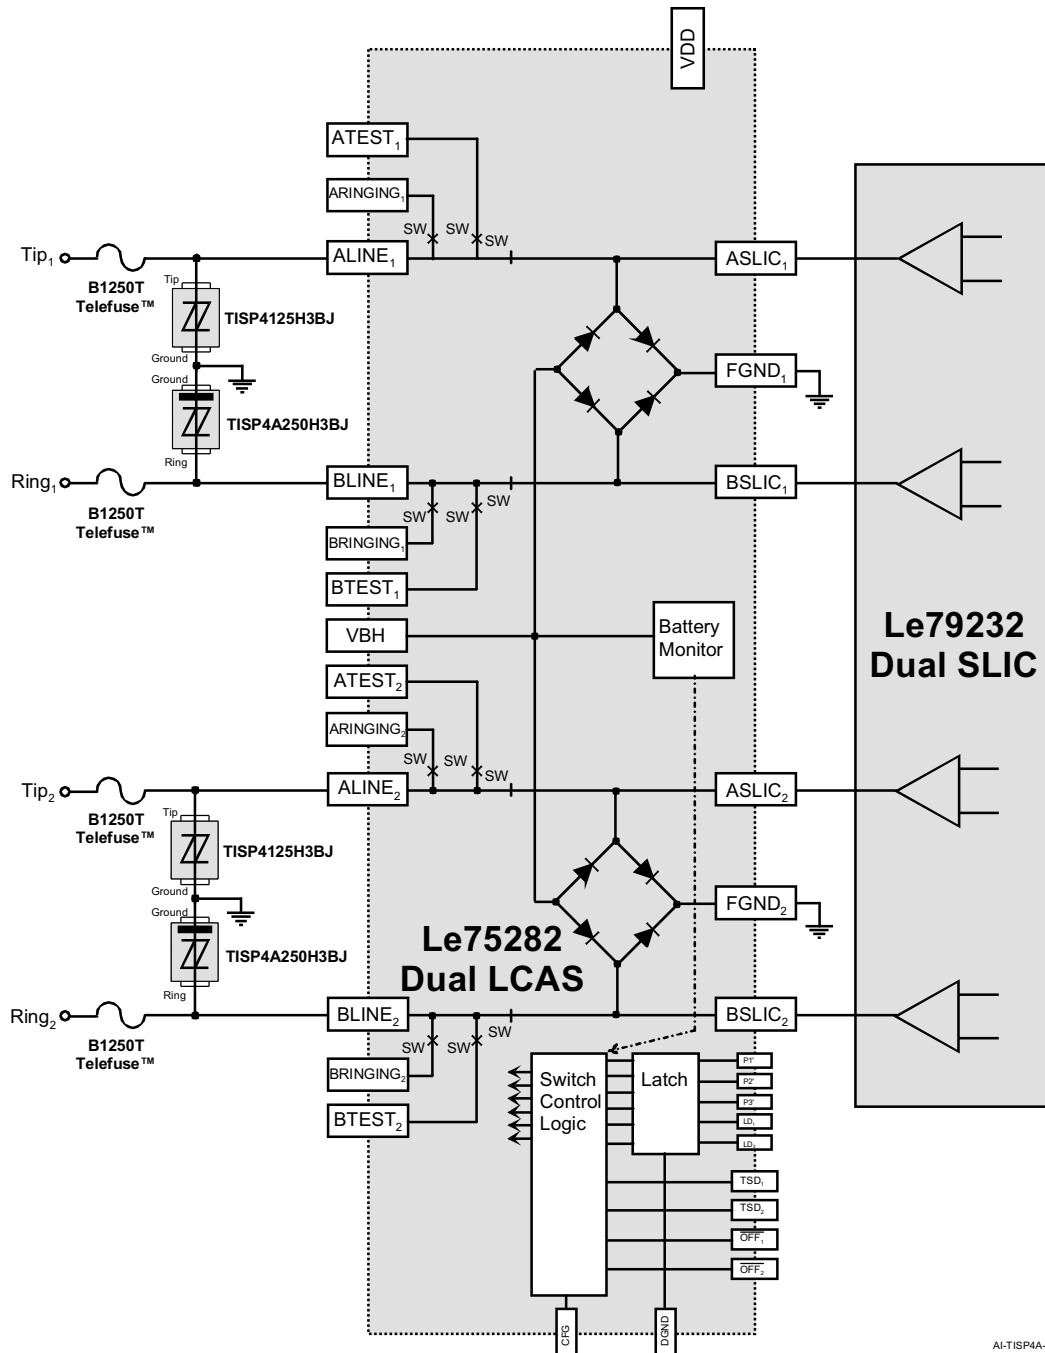 VDD
ATEST1
ARINGING1
SW
SW
SW
Tip1
ALINE1
ASLIC1
B1250T
Telefuse™
Tip
TISP4125H3BJ
Ground
Ground
FGND1
TISP4A250H3BJ
Ring
Ring1
BLINE1
BSLIC1
SW
SW
SW
B1250T
Telefuse™
BRINGING1
BTEST1
VBH
Battery
Monitor
Le79232
Dual SLIC
ATEST2
ARINGING2
SW
SW
SW
Tip2
ALINE2
ASLIC2
B1250T
Telefuse™
Tip
TISP4125H3BJ
Ground
Ground
FGND2
TISP4A250H3BJ
Ring
Le75282
Dual LCAS
Ring2
BLINE2
BSLIC2
SW
SW
SW
B1250T
Telefuse™
BRINGING2
BTEST2
Switch
Control
Logic
Latch
P1'
P2'
P3'
LD1
LD2
TSD1
TSD2
OFF1
OFF2
CFG
DGND
AI-TISP4A-